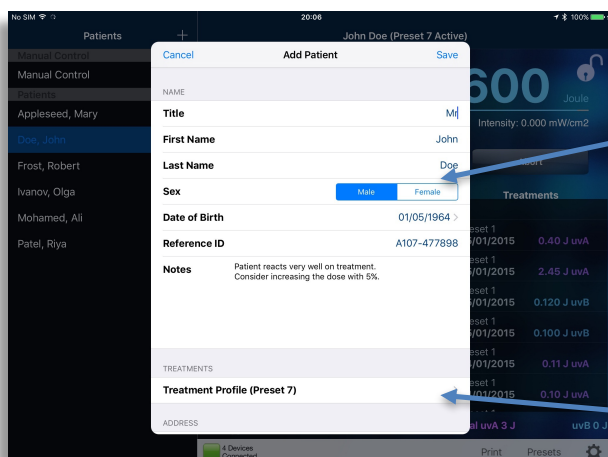 No SIM 20:06 100%
Patients + John Doe (Preset 7 Active)
Manual Control
Manual Control
Patients
Appleseed, Mary
Doe, John
Frost, Robert
Ivanov, Olga
Mohamed, Ali
Patel, Riya
Cancel Add Patient Save
NAME
Title Mr
First Name John
Last Name Doe
Sex Male Female
Date of Birth 01/05/1964 >
Reference ID A107-477898
Notes Patient reacts very well on treatment.
Consider increasing the dose with 5%.
TREATMENTS
Treatment Profile (Preset 7)
ADDRESS
600 Joule
Intensity: 0.000 mW/cm2
Treatments
/01/2015 0.40 J uvA
/01/2015 2.45 J uvA
/01/2015 0.120 J uvB
/01/2015 0.100 J uvB
/01/2015 0.11 J uvA
/01/2015 0.10 J uvA
uvA 3 J uvB 0 J
4 Devices
Connected
Print Presets